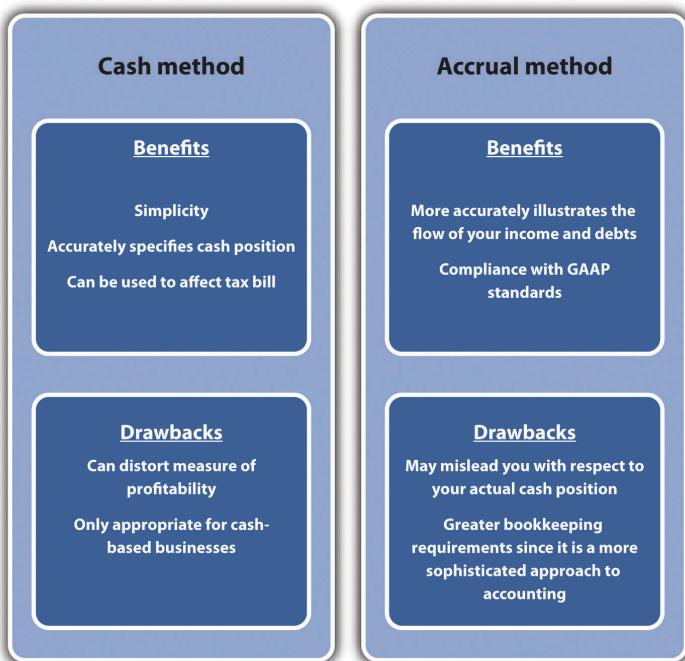 Cash method
Benefits
Simplicity
Accurately specifies cash position
Can be used to affect tax bill
Drawbacks
Can distort measure of
profitability
Only appropriate for cash-
based businesses
Accrual method
Benefits
More accurately illustrates the
flow of your income and debts
Compliance with GAAP
standards
Drawbacks
May mislead you with respect to
your actual cash position
Greater bookkeeping
requirements since it is a more
sophisticated approach to
accounting